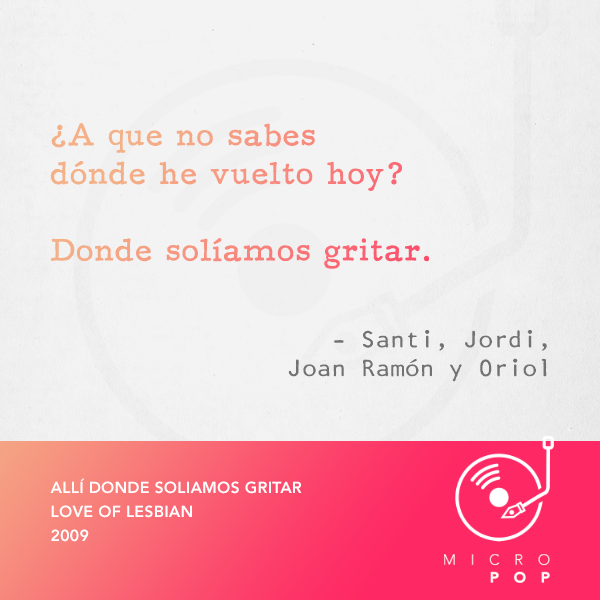 ¿A que no sabes
dónde he vuelto hoy?
Donde solíamos gritar.
– Santi, Jordi,
Joan Ramón y Oriol
ALLÍ DONDE SOLIAMOS GRITAR
LOVE OF LESBIAN
2009
MICRO
POP